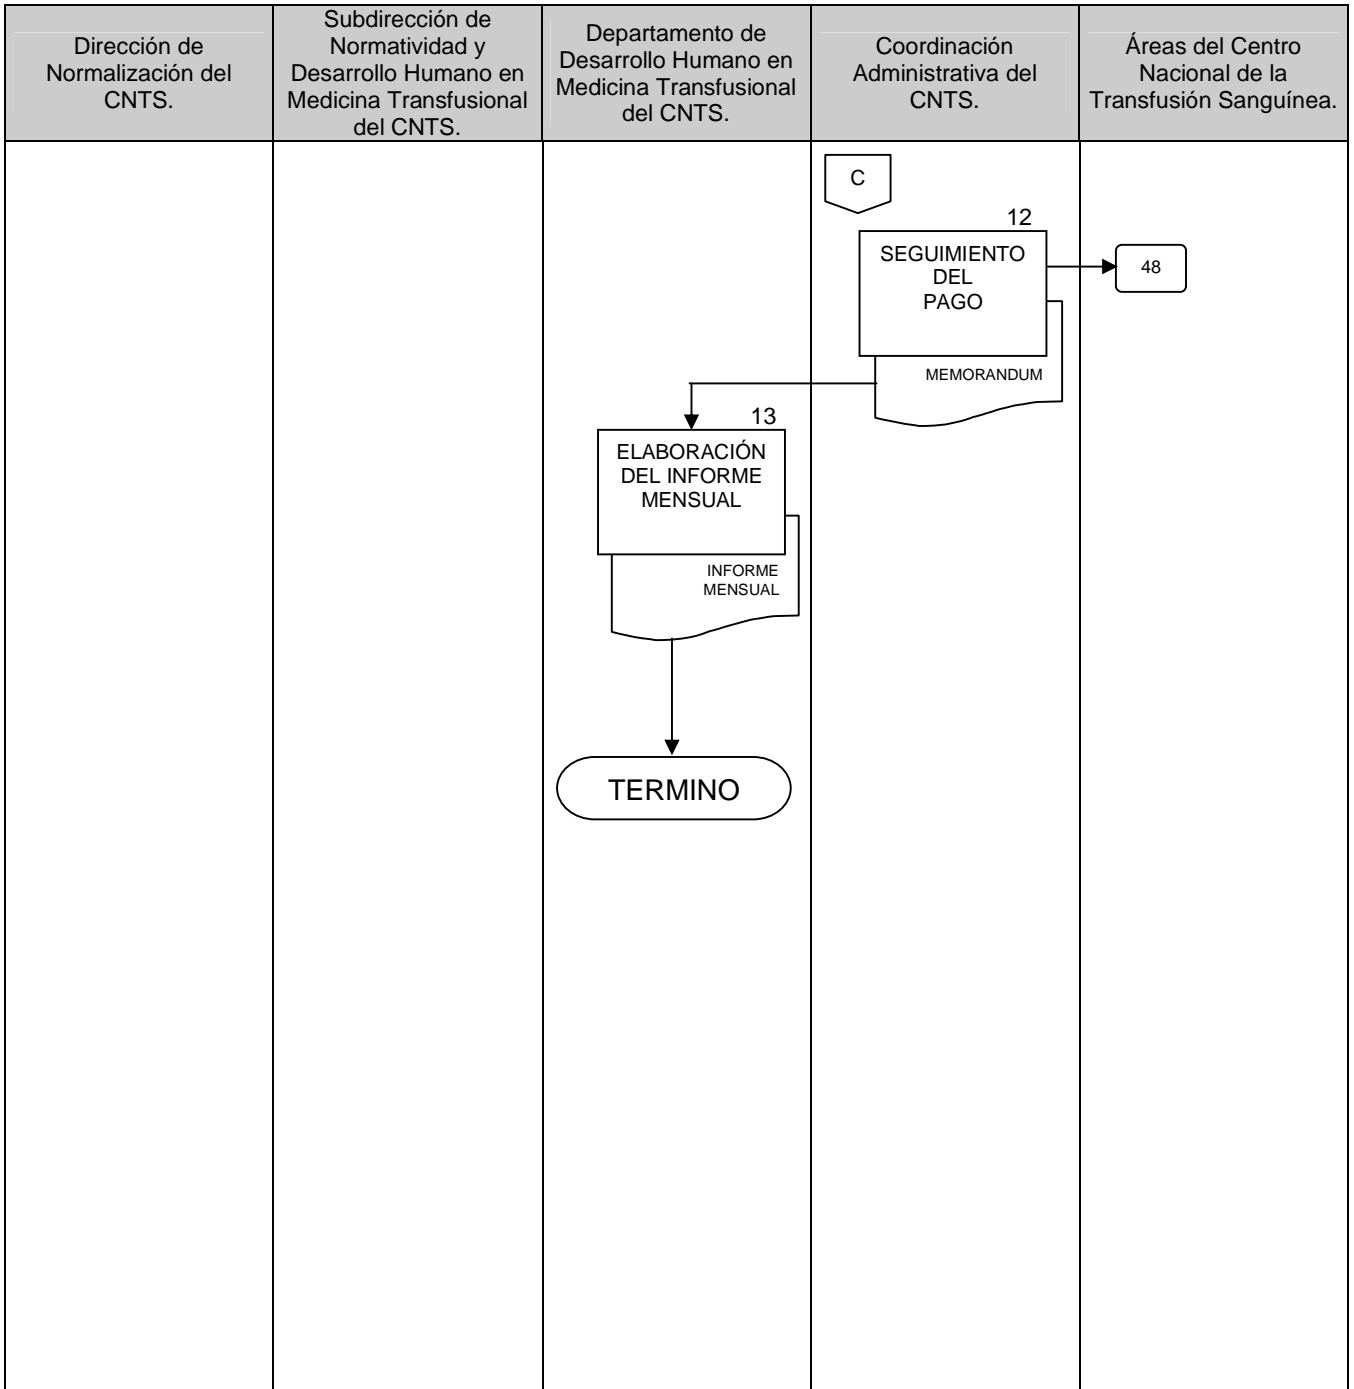 Dirección de
Normalización del
CNTS.
Subdirección de
Normatividad y
Desarrollo Humano en
Medicina Transfusional
del CNTS.
Departamento de
Desarrollo Humano en
Medicina Transfusional
del CNTS.
Coordinación
Administrativa del
CNTS.
Áreas del Centro
Nacional de la
Transfusión Sanguínea.
C
12
SEGUIMIENTO
DEL
PAGO
48
MEMORANDUM
13
ELABORACIÓN
DEL INFORME
MENSUAL
INFORME
MENSUAL
TERMINO